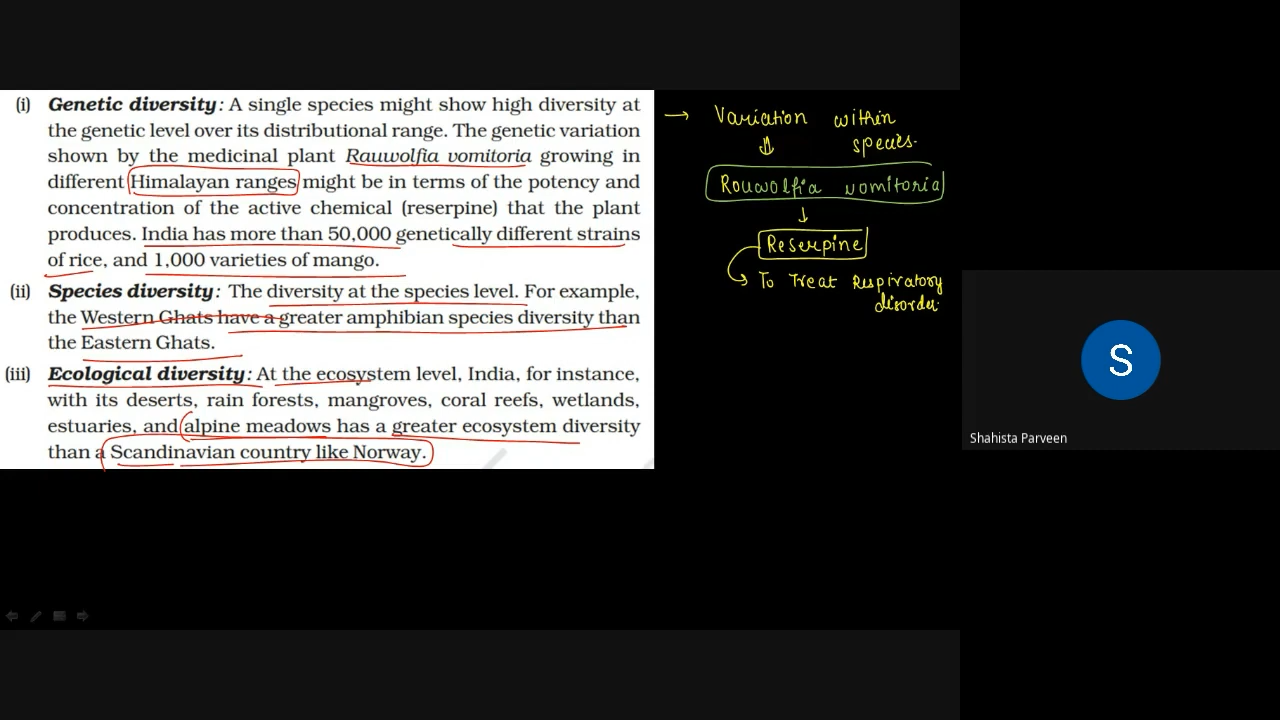 (i) Genetic diversity: A single species might show high diversity at
the genetic level over its distributional range. The genetic variation
shown by the medicinal plant Rauwolfia vomitoria growing in
different Himalayan ranges might be in terms of the potency and
concentration of the active chemical (reserpine) that the plant
produces. India has more than 50,000 genetically different strains
of rice, and 1,000 varieties of mango.
(ii) Species diversity: The diversity at the species level. For example,
the Western Ghats have a greater amphibian species diversity than
the Eastern Ghats.
(iii) Ecological diversity: At the ecosystem level, India, for instance,
with its deserts, rain forests, mangroves, coral reefs, wetlands,
estuaries, and alpine meadows has a greater ecosystem diversity
than a Scandinavian country like Norway.
→ Variation within
species.
⇓
Rouwolfia vomitoria
↓
Reserpine
→ To Treat Respiratory
disorder.
S
Shahista Parveen